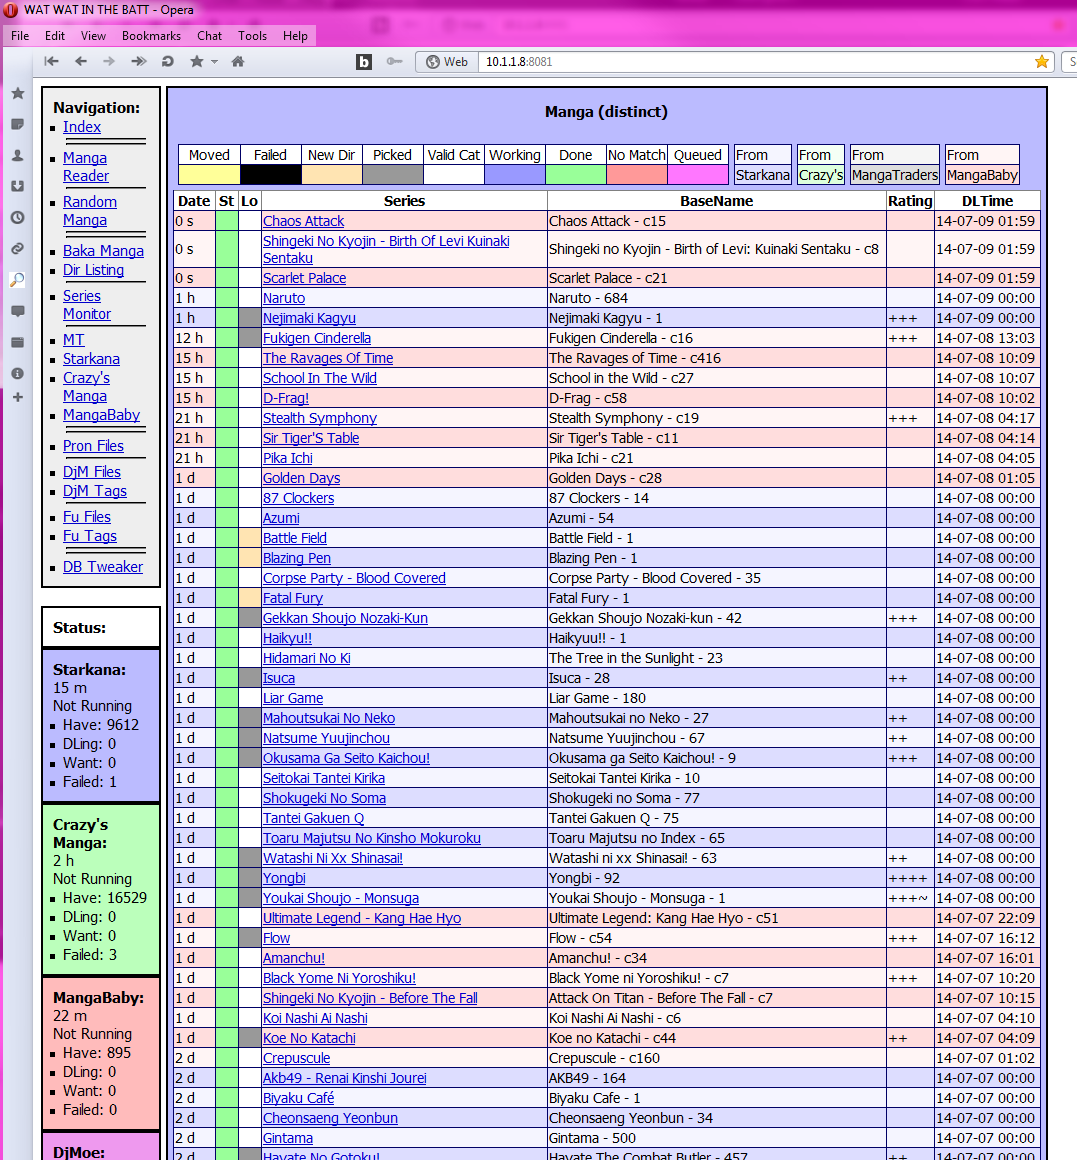 WAT WAT IN THE BATT - Opera
File Edit View Bookmarks Chat Tools Help
b Web 10.1.1.8:8081 S
Navigation:
Index
Manga
Reader
Random
Manga
Baka Manga
Dir Listing
Series
Monitor
MT
Starkana
Crazy's
Manga
MangaBaby
Pron Files
DjM Files
DjM Tags
Fu Files
Fu Tags
DB Tweaker
Status:
Starkana:
15 m
Not Running
Have: 9612
DLing: 0
Want: 0
Failed: 1
Crazy's
Manga:
2 h
Not Running
Have: 16529
DLing: 0
Want: 0
Failed: 3
MangaBaby:
22 m
Not Running
Have: 895
DLing: 0
Want: 0
Failed: 0
DjMoe:
Manga (distinct)
Moved Failed New Dir Picked Valid Cat Working Done No Match Queued From From From From
Starkana Crazy's MangaTraders MangaBaby
Date St Lo Series BaseName Rating DLTime
0 s Chaos Attack Chaos Attack - c15 14-07-09 01:59
0 s Shingeki No Kyojin - Birth Of Levi Kuinaki Shingeki no Kyojin - Birth of Levi: Kuinaki Sentaku - c8 14-07-09 01:59
Sentaku
0 s Scarlet Palace Scarlet Palace - c21 14-07-09 01:59
1 h Naruto Naruto - 684 14-07-09 00:00
1 h Nejimaki Kagyu Nejimaki Kagyu - 1 +++ 14-07-09 00:00
12 h Fukigen Cinderella Fukigen Cinderella - c16 +++ 14-07-08 13:03
15 h The Ravages Of Time The Ravages of Time - c416 14-07-08 10:09
15 h School In The Wild School in the Wild - c27 14-07-08 10:07
15 h D-Frag! D-Frag - c58 14-07-08 10:02
21 h Stealth Symphony Stealth Symphony - c19 +++ 14-07-08 04:17
21 h Sir Tiger'S Table Sir Tiger's Table - c11 14-07-08 04:14
21 h Pika Ichi Pika Ichi - c21 14-07-08 04:05
1 d Golden Days Golden Days - c28 14-07-08 01:05
1 d 87 Clockers 87 Clockers - 14 14-07-08 00:00
1 d Azumi Azumi - 54 14-07-08 00:00
1 d Battle Field Battle Field - 1 14-07-08 00:00
1 d Blazing Pen Blazing Pen - 1 14-07-08 00:00
1 d Corpse Party - Blood Covered Corpse Party - Blood Covered - 35 14-07-08 00:00
1 d Fatal Fury Fatal Fury - 1 14-07-08 00:00
1 d Gekkan Shoujo Nozaki-Kun Gekkan Shoujo Nozaki-kun - 42 +++ 14-07-08 00:00
1 d Haikyu!! Haikyuu!! - 1 14-07-08 00:00
1 d Hidamari No Ki The Tree in the Sunlight - 23 14-07-08 00:00
1 d Isuca Isuca - 28 ++ 14-07-08 00:00
1 d Liar Game Liar Game - 180 14-07-08 00:00
1 d Mahoutsukai No Neko Mahoutsukai no Neko - 27 ++ 14-07-08 00:00
1 d Natsume Yuujinchou Natsume Yuujinchou - 67 ++ 14-07-08 00:00
1 d Okusama Ga Seito Kaichou! Okusama ga Seito Kaichou! - 9 +++ 14-07-08 00:00
1 d Seitokai Tantei Kirika Seitokai Tantei Kirika - 10 14-07-08 00:00
1 d Shokugeki No Soma Shokugeki no Soma - 77 14-07-08 00:00
1 d Tantei Gakuen Q Tantei Gakuen Q - 75 14-07-08 00:00
1 d Toaru Majutsu No Kinsho Mokuroku Toaru Majutsu no Index - 65 14-07-08 00:00
1 d Watashi Ni Xx Shinasai! Watashi ni xx Shinasai! - 63 ++ 14-07-08 00:00
1 d Yongbi Yongbi - 92 ++++ 14-07-08 00:00
1 d Youkai Shoujo - Monsuga Youkai Shoujo - Monsuga - 1 +++~ 14-07-08 00:00
1 d Ultimate Legend - Kang Hae Hyo Ultimate Legend: Kang Hae Hyo - c51 14-07-07 22:09
1 d Flow Flow - c54 +++ 14-07-07 16:12
1 d Amanchu! Amanchu! - c34 14-07-07 16:01
1 d Black Yome Ni Yoroshiku! Black Yome ni Yoroshiku! - c7 +++ 14-07-07 10:20
1 d Shingeki No Kyojin - Before The Fall Attack On Titan - Before The Fall - c7 14-07-07 10:15
1 d Koi Nashi Ai Nashi Koi Nashi Ai Nashi - c6 14-07-07 04:10
1 d Koe No Katachi Koe no Katachi - c44 ++ 14-07-07 04:09
2 d Crepuscule Crepuscule - c160 14-07-07 01:02
2 d Akb49 - Renai Kinshi Jourei AKB49 - 164 14-07-07 00:00
2 d Biyaku Café Biyaku Cafe - 1 14-07-07 00:00
2 d Cheonsaeng Yeonbun Cheonsaeng Yeonbun - 34 14-07-07 00:00
2 d Gintama Gintama - 500 14-07-07 00:00
2 d Hayate No Gotoku! Hayate The Combat Butler - 457 ++ 14-07-07 00:00